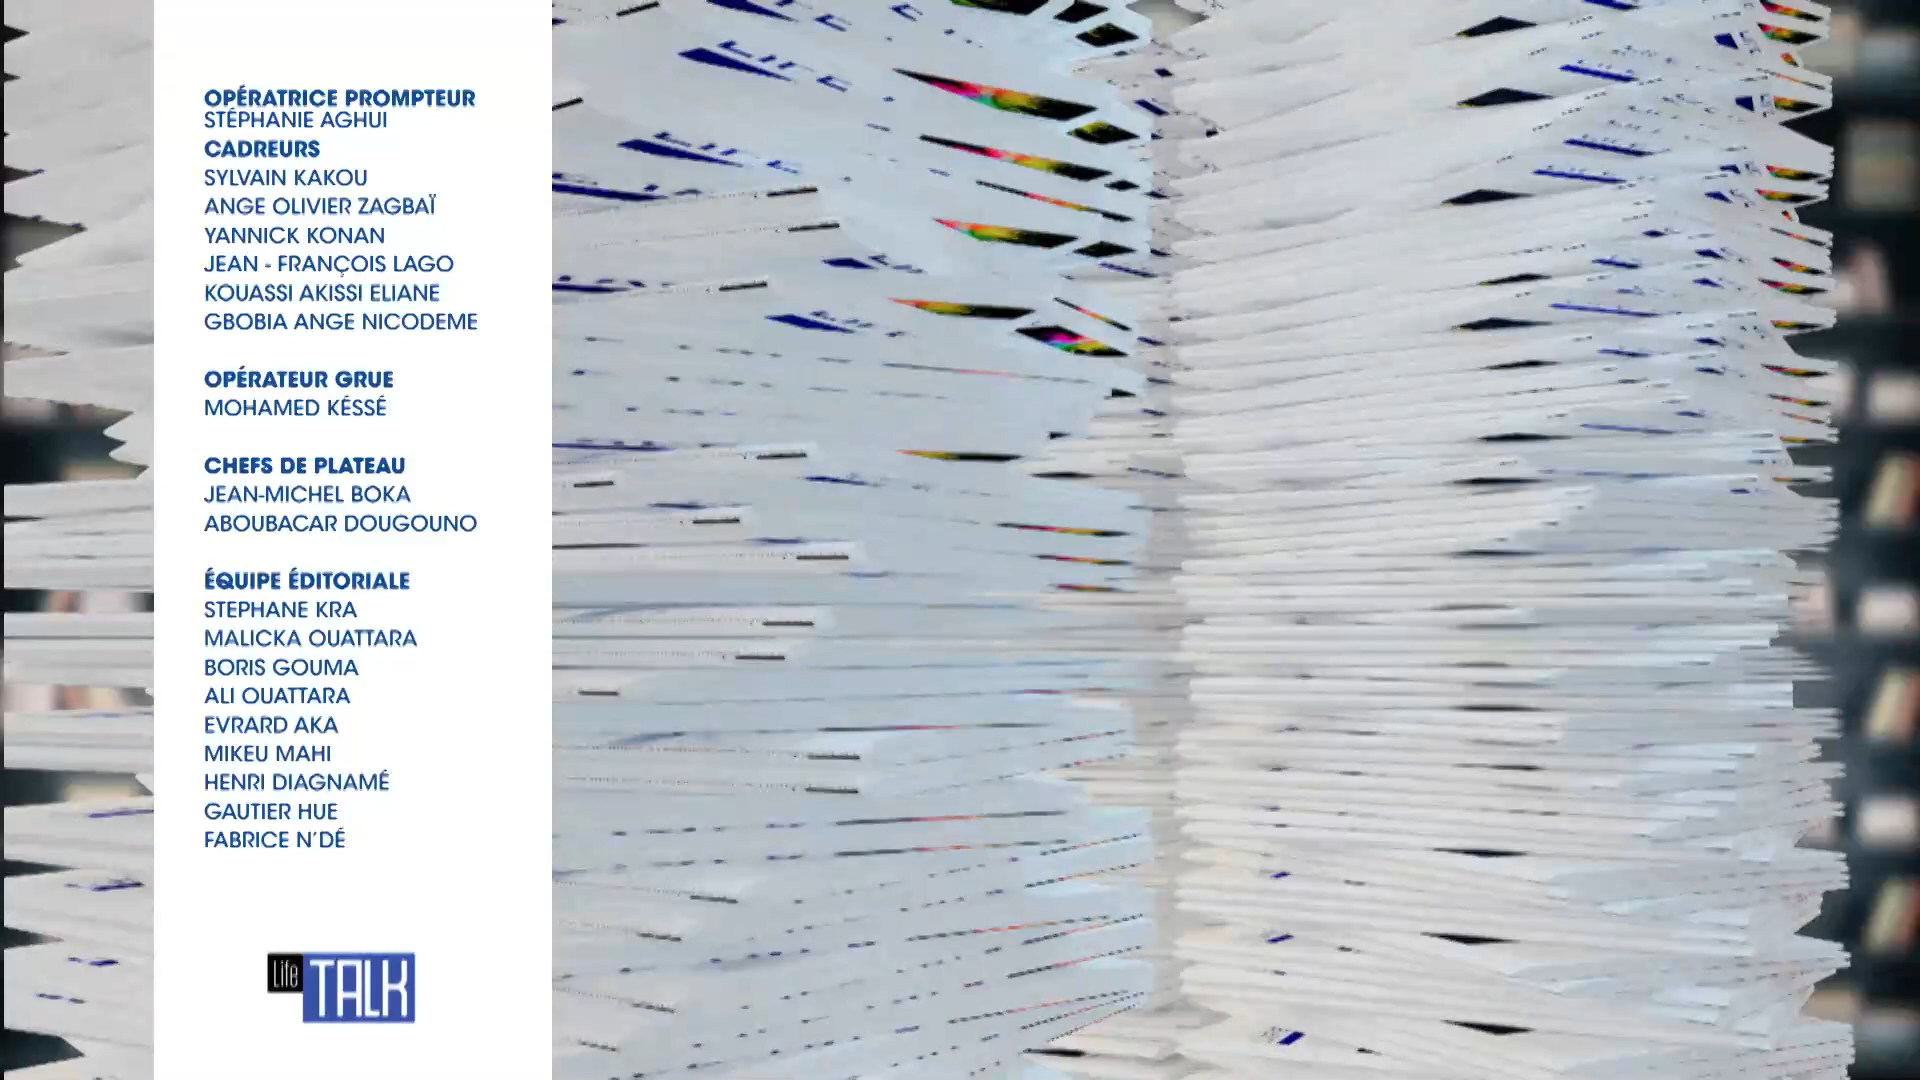 OPÉRATRICE PROMPTEUR
STÉPHANIE AGHUI
CADREURS
SYLVAIN KAKOU
ANGE OLIVIER ZAGBAÏ
YANNICK KONAN
JEAN - FRANÇOIS LAGO
KOUASSI AKISSI ELIANE
GBOBIA ANGE NICODEME
OPÉRATEUR GRUE
MOHAMED KÉSSÉ
CHEFS DE PLATEAU
JEAN-MICHEL BOKA
ABOUBACAR DOUGOUNO
ÉQUIPE ÉDITORIALE
STEPHANE KRA
MALICKA OUATTARA
BORIS GOUMA
ALI OUATTARA
EVRARD AKA
MIKEU MAHI
HENRI DIAGNAMÉ
GAUTIER HUE
FABRICE N'DÉ
Life TALK